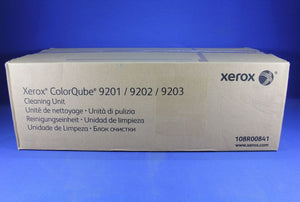 Xerox® ColorQube® 9201 / 9202 / 9203
Cleaning Unit
Unité de nettoyage - Unità di pulizia
Reinigungseinheit - Unidad de limpieza
Unidade de Limpeza - Блок очистки
xerox
108R00841
www.xerox.com